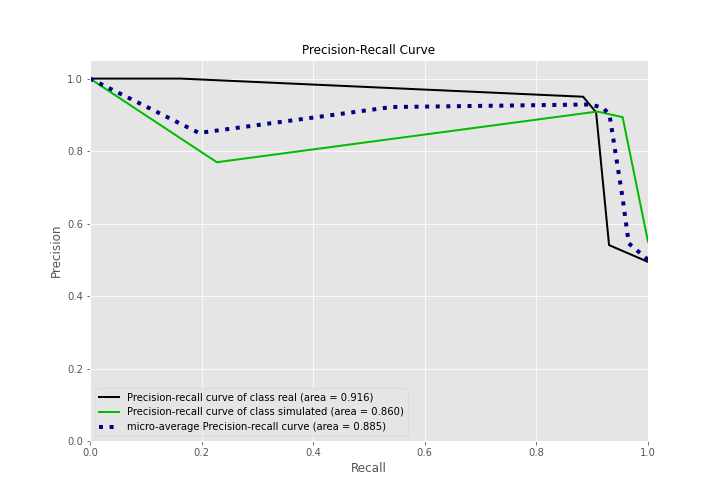 Precision-Recall Curve
1.0
0.8
0.6
0.4
0.2
0.0
Precision
Precision-recall curve of class real (area = 0.916)
Precision-recall curve of class simulated (area = 0.860)
micro-average Precision-recall curve (area = 0.885)
0.0 0.2 0.4 0.6 0.8 1.0
Recall